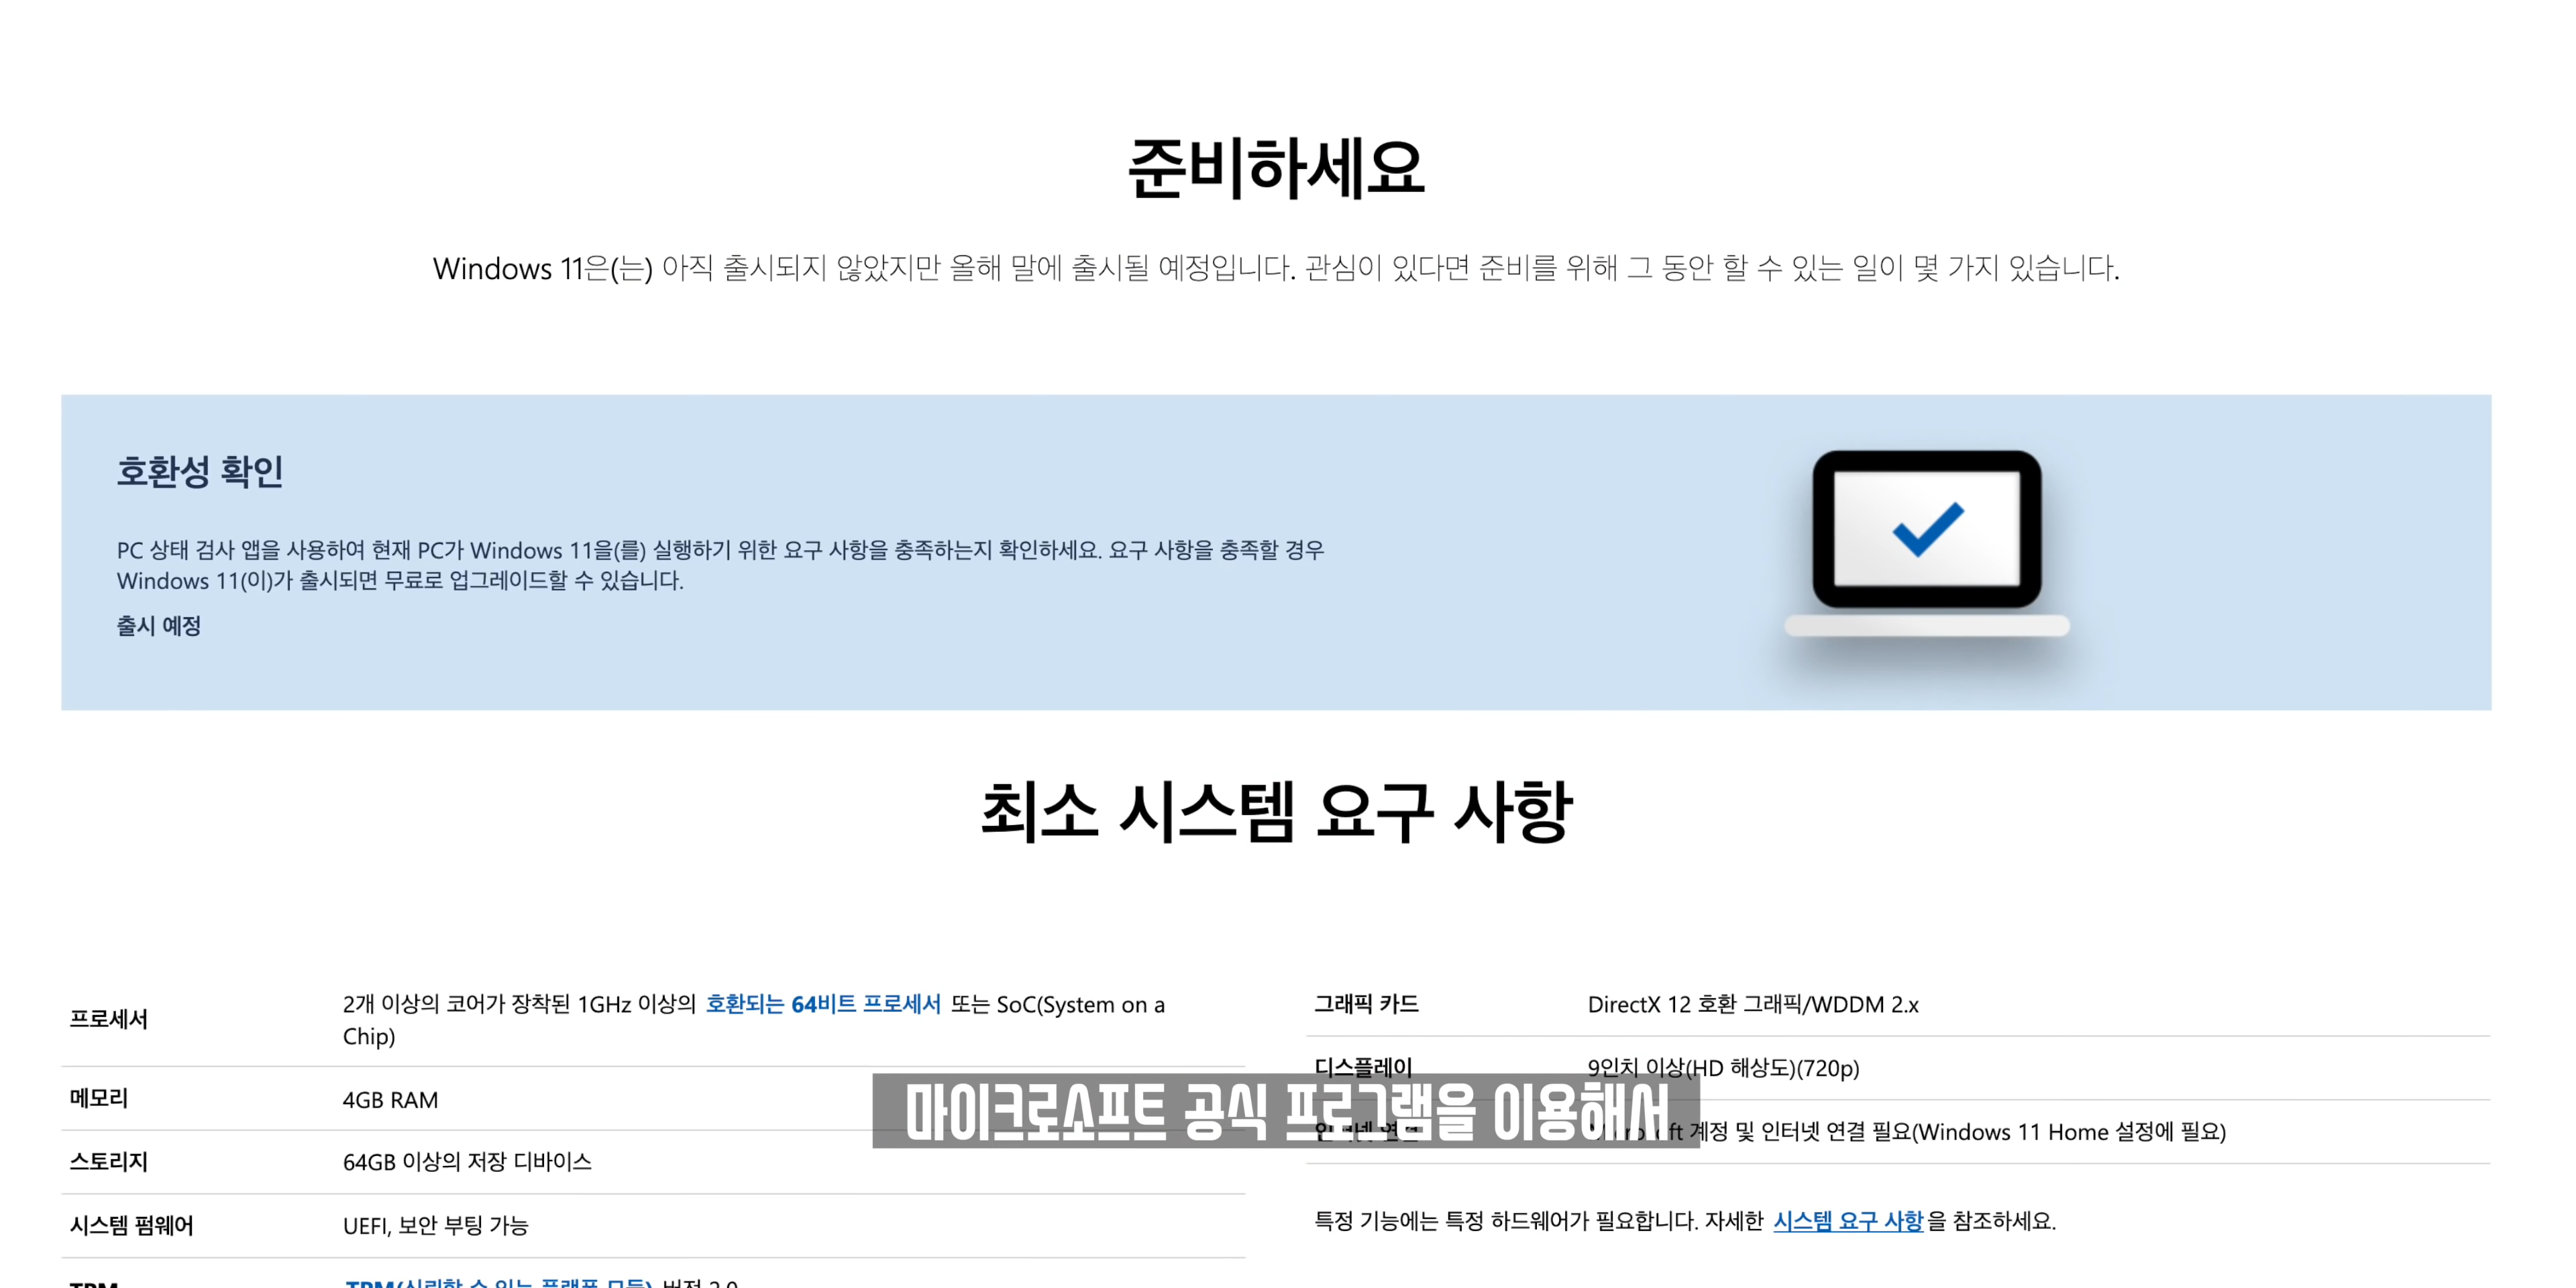 준비하세요
Windows 11은(는) 아직 출시되지 않았지만 올해 말에 출시될 예정입니다. 관심이 있다면 준비를 위해 그 동안 할 수 있는 일이 몇 가지 있습니다.
호환성 확인
PC 상태 검사 앱을 사용하여 현재 PC가 Windows 11을(를) 실행하기 위한 요구 사항을 충족하는지 확인하세요. 요구 사항을 충족할 경우
Windows 11(이)가 출시되면 무료로 업그레이드할 수 있습니다.
출시 예정
최소 시스템 요구 사항
프로세서 2개 이상의 코어가 장착된 1GHz 이상의 호환되는 64비트 프로세서 또는 SoC(System on a
Chip)
메모리 4GB RAM
스토리지 64GB 이상의 저장 디바이스
시스템 펌웨어 UEFI, 보안 부팅 가능
그래픽 카드 DirectX 12 호환 그래픽/WDDM 2.x
디스플레이 9인치 이상(HD 해상도)(720p)
계정 및 인터넷 연결 필요(Windows 11 Home 설정에 필요)
특정 기능에는 특정 하드웨어가 필요합니다. 자세한 시스템 요구 사항을 참조하세요.
마이크로소프트 공식 프로그램을 이용해서